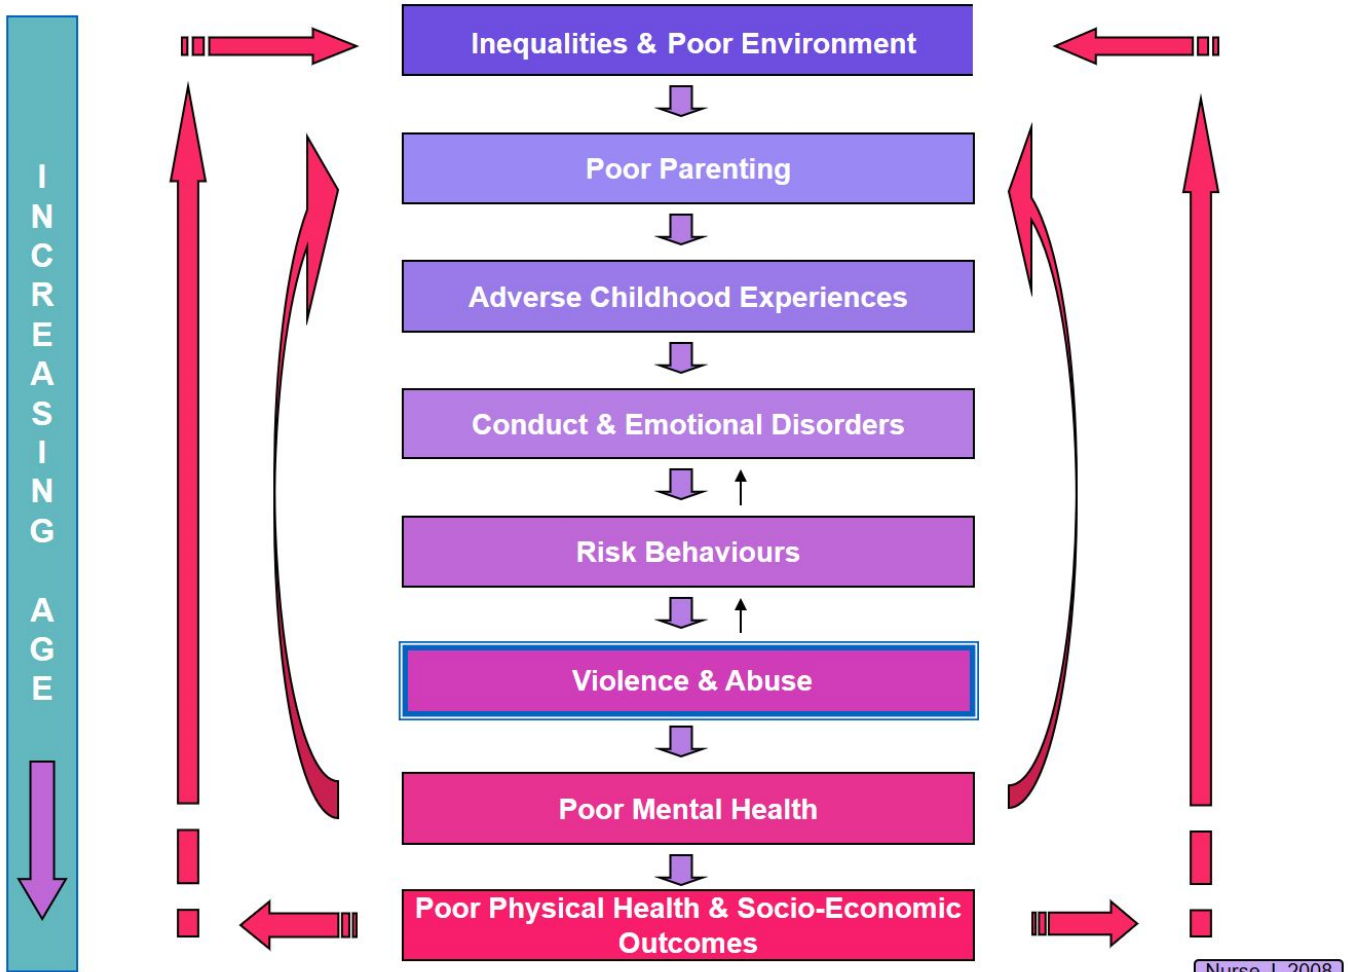 INCREASING AGE
Inequalities & Poor Environment
Poor Parenting
Adverse Childhood Experiences
Conduct & Emotional Disorders
Risk Behaviours
Violence & Abuse
Poor Mental Health
Poor Physical Health & Socio-Economic
Outcomes
Nurse, J, 2008